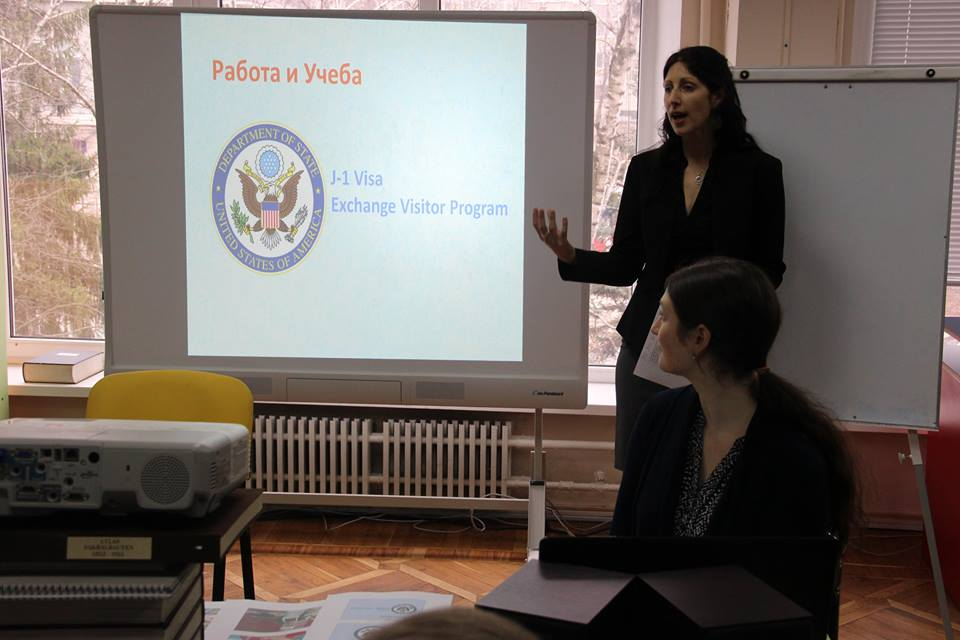 Работа и Учеба
DEPARTMENT OF STATE
UNITED STATES OF AMERICA
J-1 Visa
Exchange Visitor Program